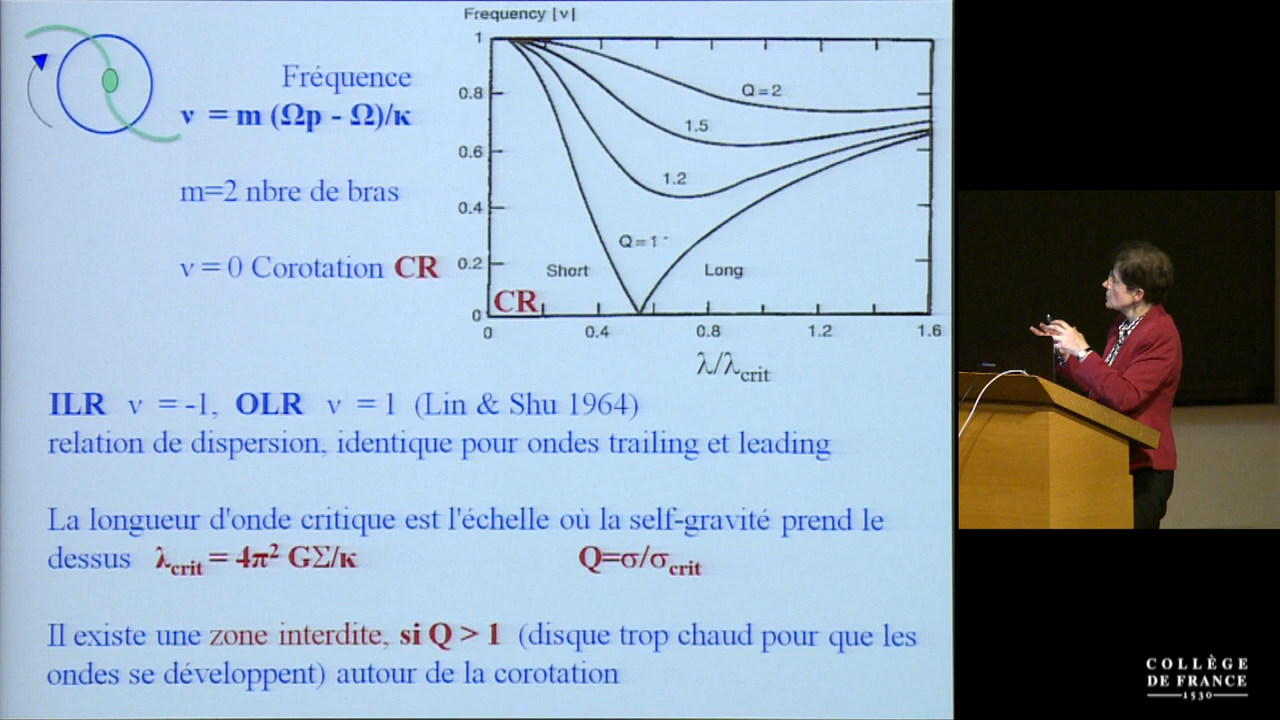 Frequency |ν|
Fréquence
ν = m (Ωp - Ω)/κ
m=2 nbre de bras
ν = 0 Corotation CR
1
0.8
0.6
0.4
0.2
0
Q=2
1.5
1.2
Q=1
Short
Long
CR
0
0.4
0.8
1.2
1.6
λ/λcrit
ILR ν = -1, OLR ν = 1 (Lin & Shu 1964)
relation de dispersion, identique pour ondes trailing et leading
La longueur d'onde critique est l'échelle où la self-gravité prend le
dessus λcrit = 4π² GΣ/κ Q=σ/σcrit
Il existe une zone interdite, si Q > 1 (disque trop chaud pour que les
ondes se développent) autour de la corotation
COLLÈGE
DE FRANCE
1530